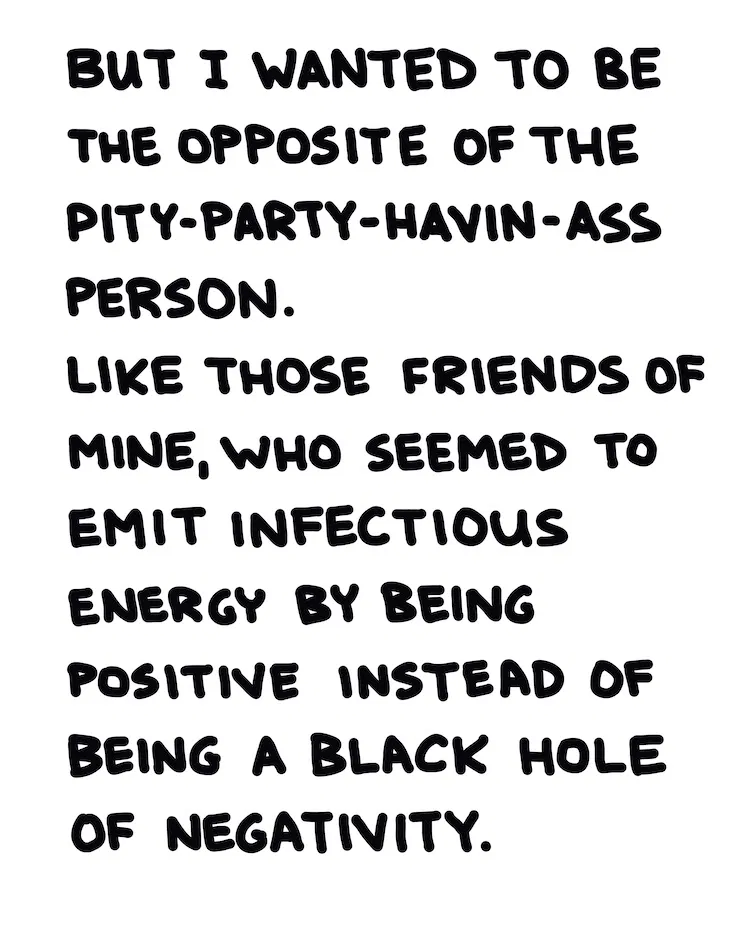 BUT I WANTED TO BE
THE OPPOSITE OF THE
PITY-PARTY-HAVIN-ASS
PERSON.
LIKE THOSE FRIENDS OF
MINE, WHO SEEMED TO
EMIT INFECTIOUS
ENERGY BY BEING
POSITIVE INSTEAD OF
BEING A BLACK HOLE
OF NEGATIVITY.